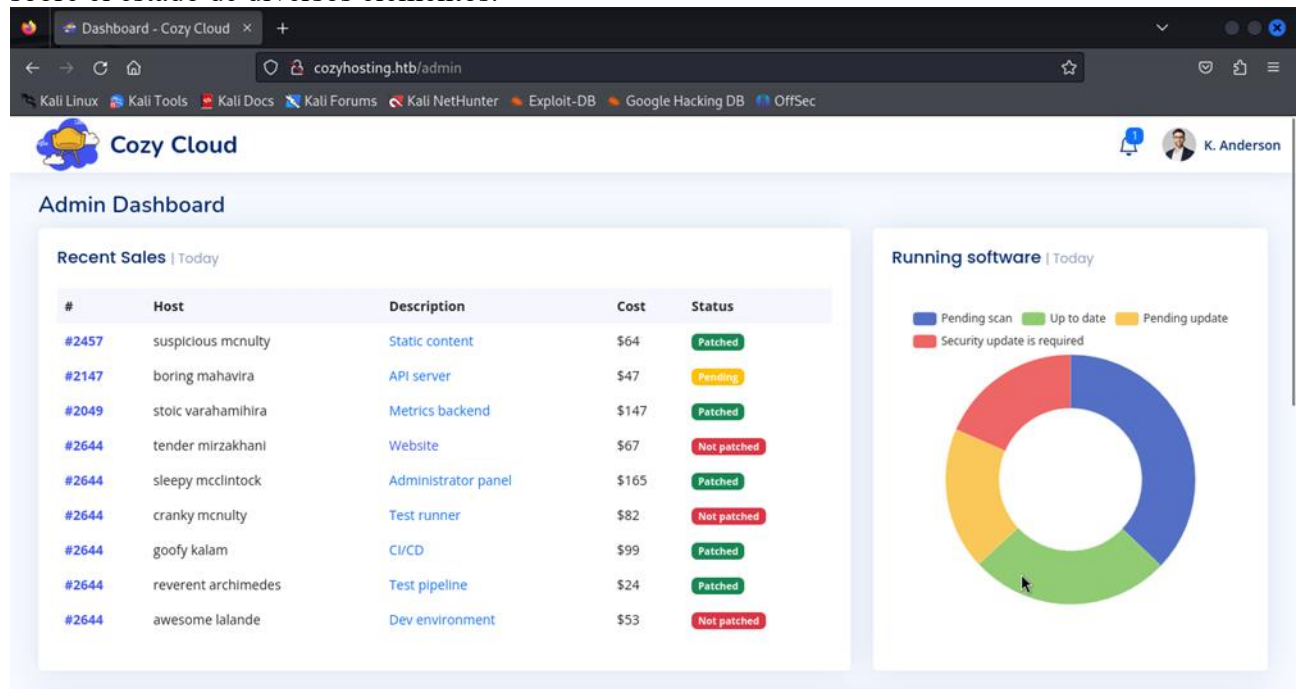 sobre el estado de diversos elementos.
Dashboard - Cozy Cloud
cozyhosting.htb/admin
Kali Linux Kali Tools Kali Docs Kali Forums Kali NetHunter Exploit-DB Google Hacking DB OffSec
Cozy Cloud
1
K. Anderson
Admin Dashboard
Recent Sales | Today
# Host Description Cost Status
#2457 suspicious mcnulty Static content $64 Patched
#2147 boring mahavira API server $47 Pending
#2049 stoic varahamihira Metrics backend $147 Patched
#2644 tender mirzakhani Website $67 Not patched
#2644 sleepy mcclintock Administrator panel $165 Patched
#2644 cranky mcnulty Test runner $82 Not patched
#2644 goofy kalam CI/CD $99 Patched
#2644 reverent archimedes Test pipeline $24 Patched
#2644 awesome lalande Dev environment $53 Not patched
Running software | Today
Pending scan Up to date Pending update
Security update is required